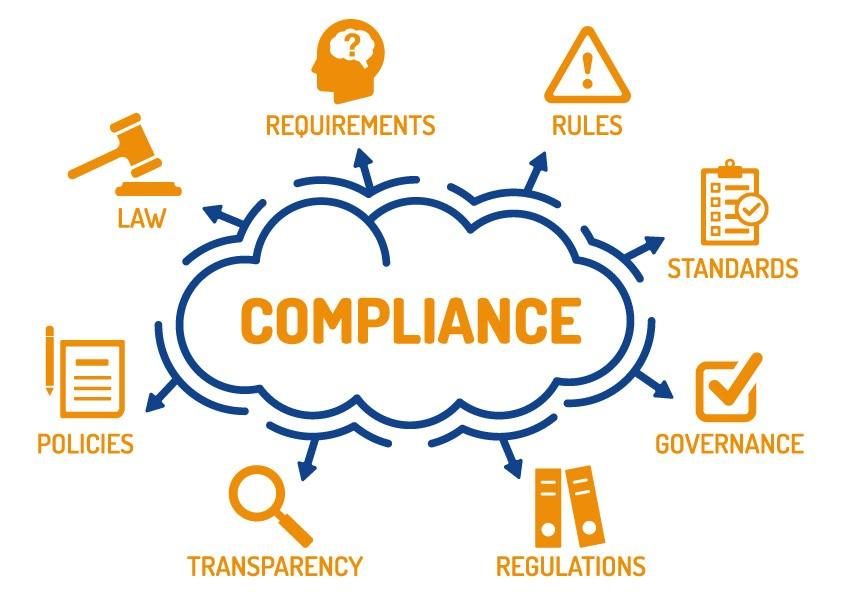 ?
REQUIREMENTS
!
RULES
LAW
STANDARDS
COMPLIANCE
POLICIES
GOVERNANCE
TRANSPARENCY
REGULATIONS